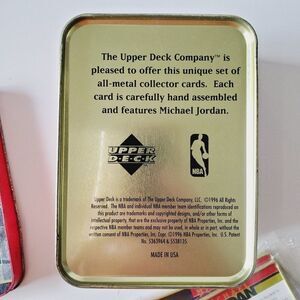 The Upper Deck Company™ is
pleased to offer this unique set of
all-metal collector cards. Each
card is carefully hand assembled
and features Michael Jordan.
UPPER
DECK
NBA
Upper Deck is a trademark of The Upper Deck Company. ©1996 All Rights
Reserved. The NBA and individual NBA member team identifications reproduced on
this product are trademarks and copyrighted designs, and/or other forms of
intellectual property, that are the exclusive property of NBA Properties, Inc. and the
respective NBA member teams and may not be used, in whole or in part, without the
written consent of NBA Properties, Inc. ©1996 NBA Properties, Inc. U.S. Patent
No. 5363964 & 5538135
MADE IN USA